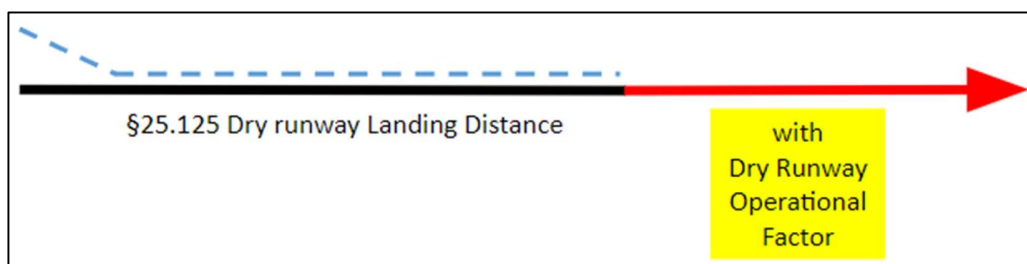 §25.125 Dry runway Landing Distance
with
Dry Runway
Operational
Factor